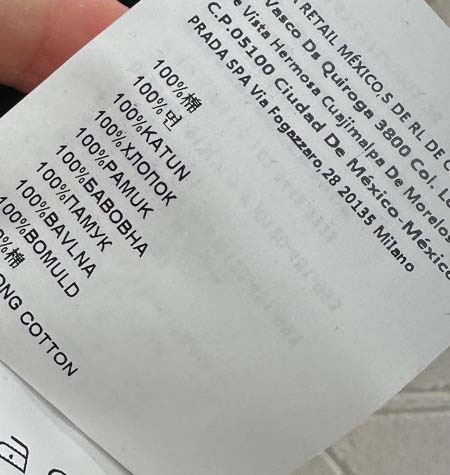 RETAIL MÉXICO,S DE RL DE C
Vasco Ds Quiroga 3800 Col. L
e Vista Hermosa Cuajimalpa De Morelos
C.P.05100 Ciudad De México-México
PRADA SPA Via Fogazzaro,28 20135 Milano
100%棉
100%면
100%KATUN
100%ХЛОПОК
100%PAMUK
100%БАВОВНА
100%ПАМУК
100%BAVLNA
100%BOMULD
%棉
ONG COTTON